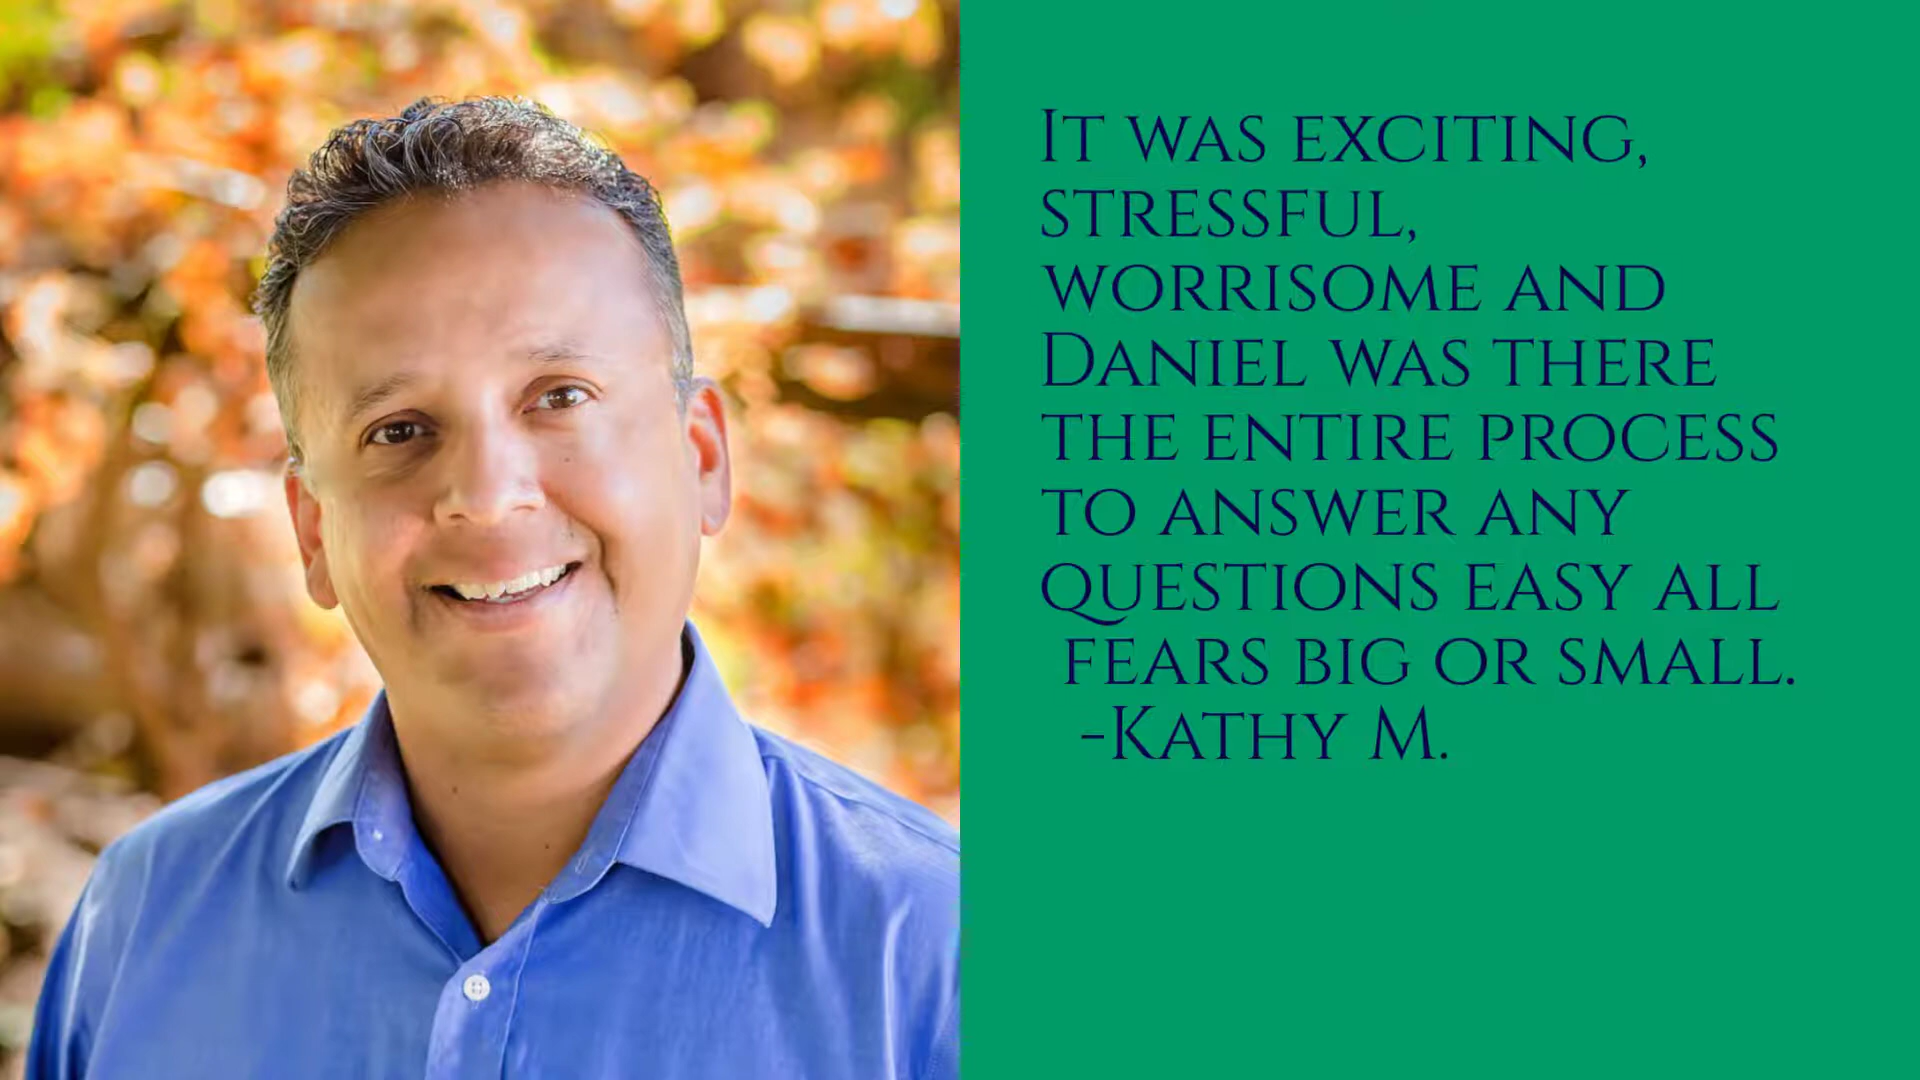 It was exciting,
stressful,
worrisome and
Daniel was there
the entire process
to answer any
questions easy all
fears big or small.
-Kathy M.